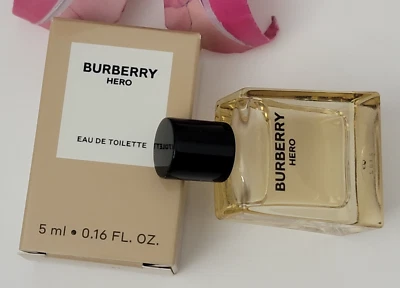 BURBERRY
HERO
EAU DE TOILETTE
5 ml • 0.16 FL. OZ.
BURBERRY
HERO